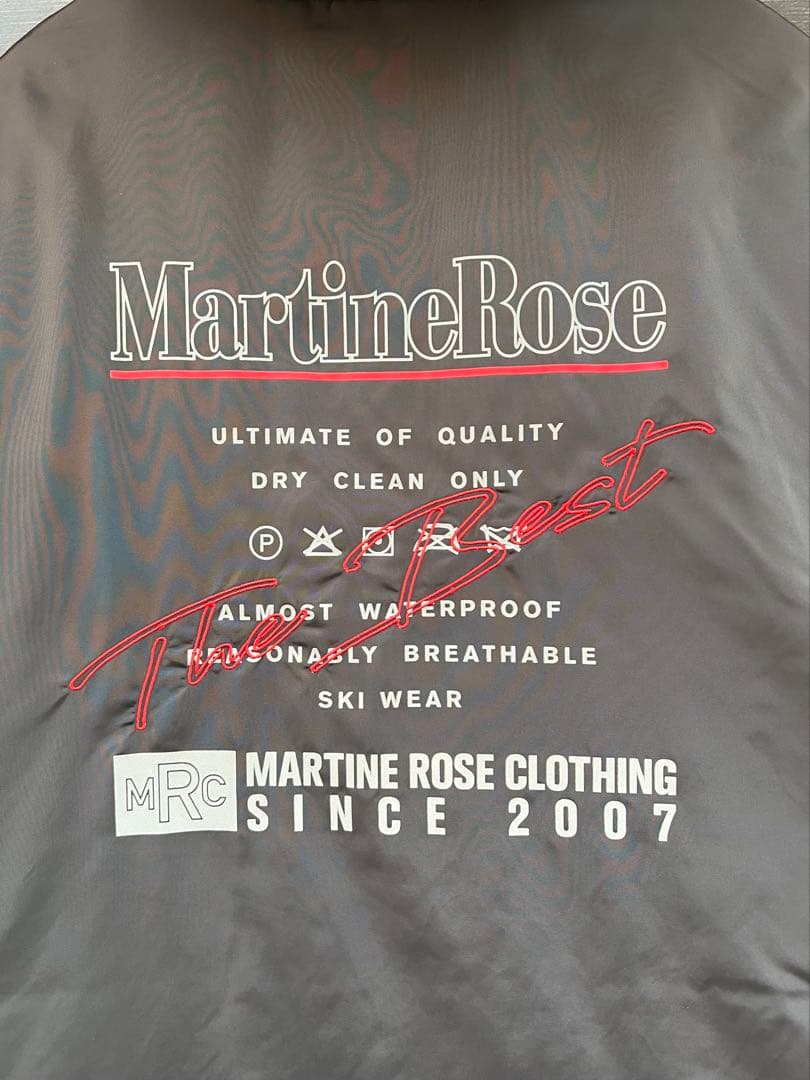 MartineRose
ULTIMATE OF QUALITY
DRY CLEAN ONLY
P
The Best
ALMOST WATERPROOF
REASONABLY BREATHABLE
SKI WEAR
MRC
MARTINE ROSE CLOTHING
SINCE 2007